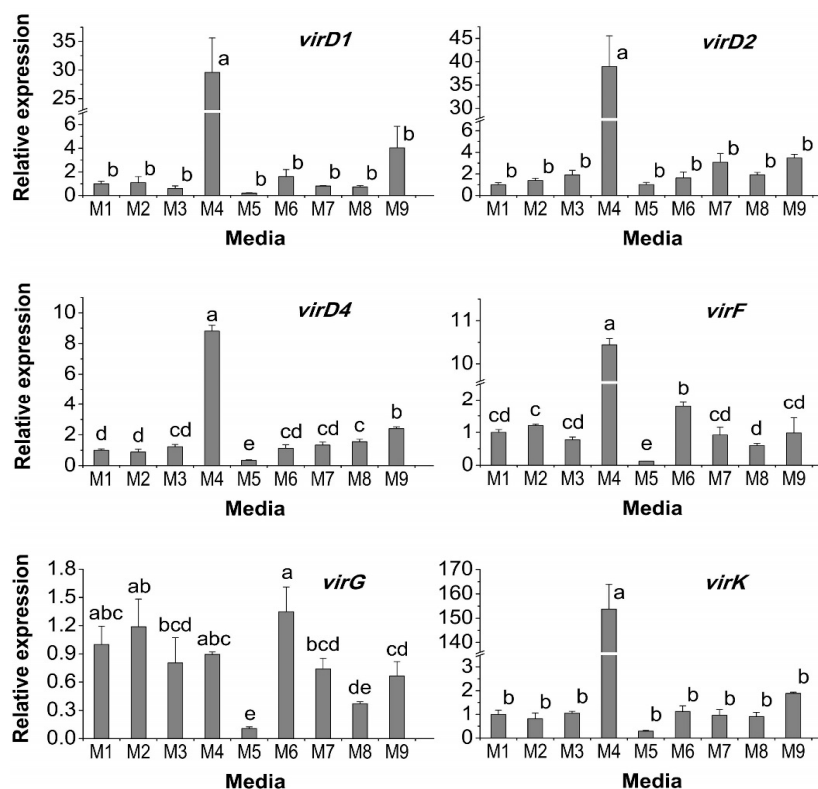 virD1
Relative expression
35
30
25
6
4
2
0
a
b b b b b b b b
M1 M2 M3 M4 M5 M6 M7 M8 M9
Media
virD2
45
40
35
30
6
4
2
0
a
b b b b b b b b
M1 M2 M3 M4 M5 M6 M7 M8 M9
Media
virD4
Relative expression
10
8
6
4
2
0
d d cd a e cd cd c b
M1 M2 M3 M4 M5 M6 M7 M8 M9
Media
virF
11
10
2
1
0
cd c cd a e b cd d cd
M1 M2 M3 M4 M5 M6 M7 M8 M9
Media
virG
Relative expression
1.8
1.5
1.2
0.9
0.6
0.3
0.0
abc ab bcd abc e a bcd de cd
M1 M2 M3 M4 M5 M6 M7 M8 M9
Media
virK
170
160
150
140
5
4
3
2
1
0
a
b b b b b b b b
M1 M2 M3 M4 M5 M6 M7 M8 M9
Media